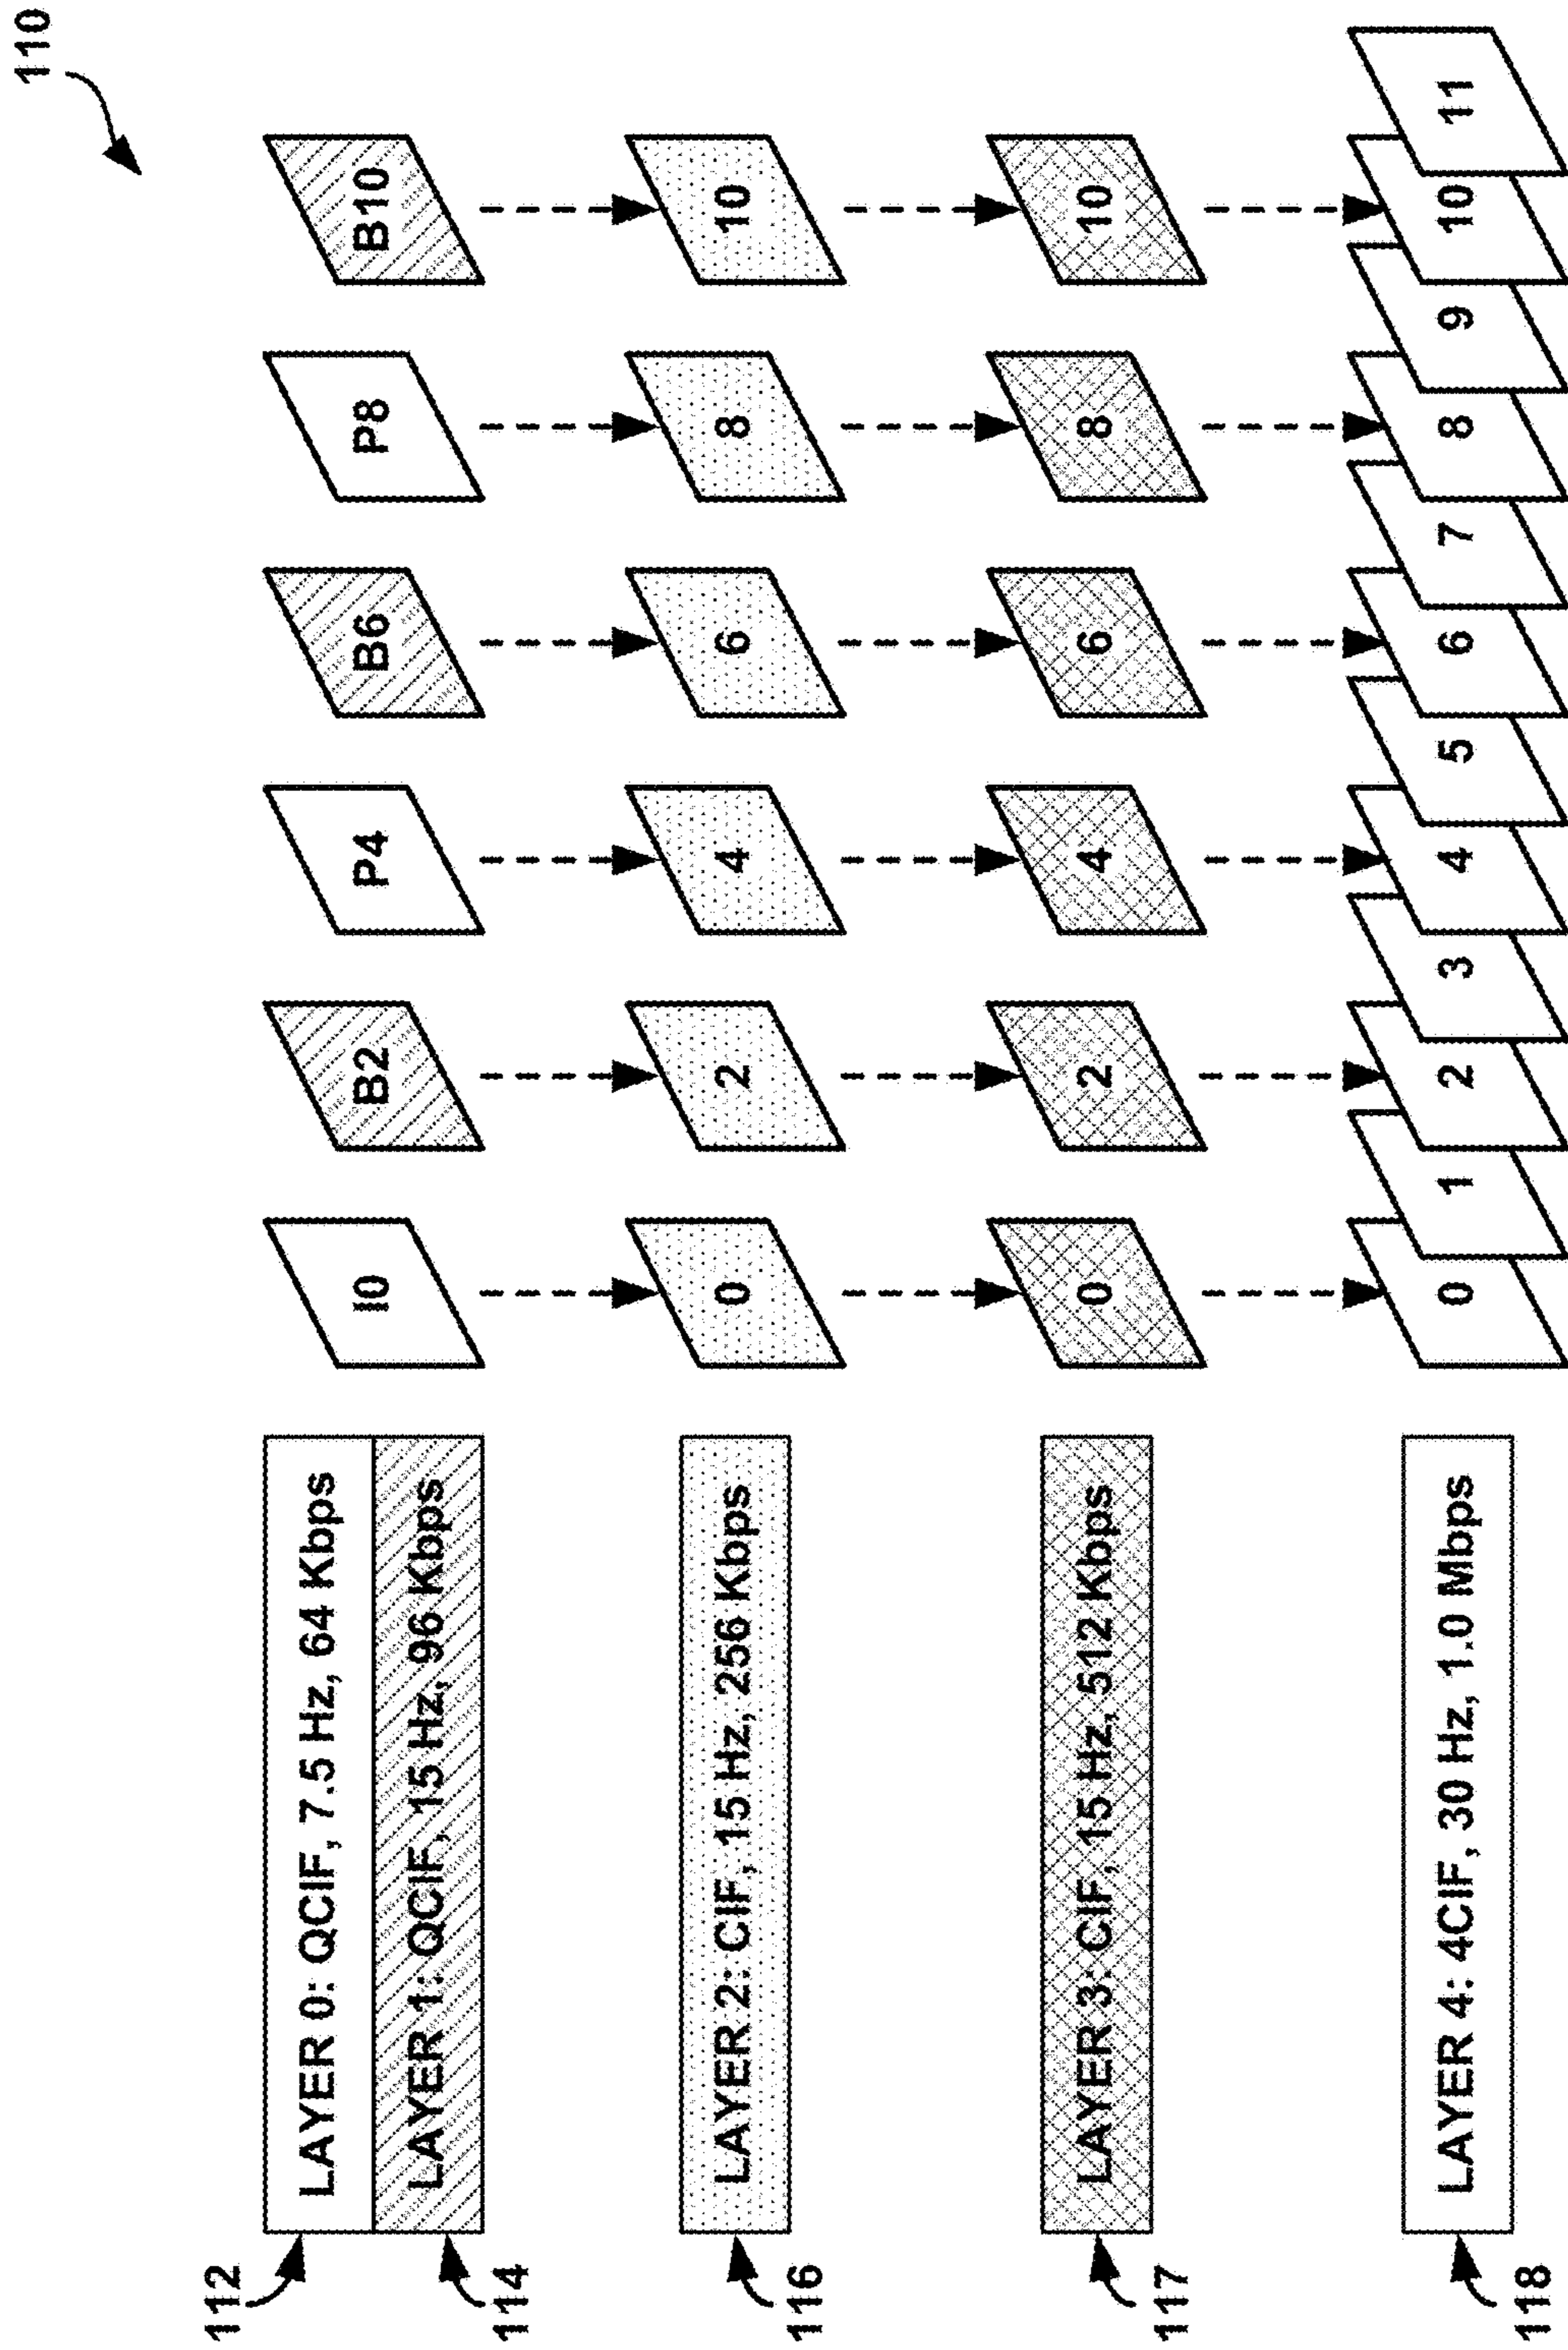 110
112
LAYER 0: QCIF, 7.5 Hz, 64 Kbps
I0
B2
P4
B6
P8
B10
114
LAYER 1: QCIF, 15 Hz, 96 Kbps
116
LAYER 2: CIF, 15 Hz, 256 Kbps
0
2
4
6
8
10
117
LAYER 3: CIF, 15 Hz, 512 Kbps
0
2
4
6
8
10
118
LAYER 4: 4CIF, 30 Hz, 1.0 Mbps
0
1
2
3
4
5
6
7
8
9
10
11